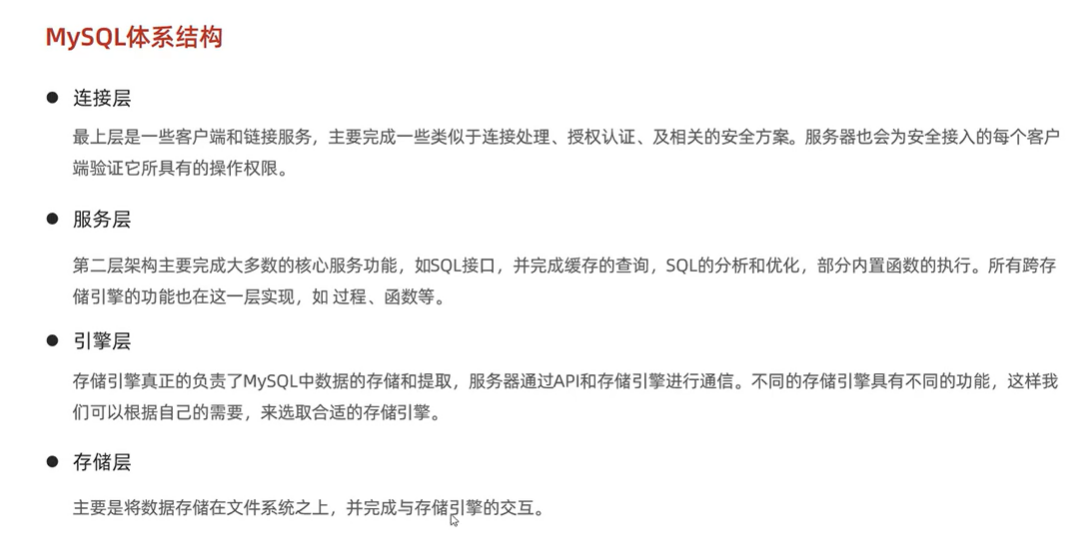 MySQL体系结构
● 连接层
最上层是一些客户端和链接服务，主要完成一些类似于连接处理、授权认证、及相关的安全方案。服务器也会为安全接入的每个客户
端验证它所具有的操作权限。
● 服务层
第二层架构主要完成大多数的核心服务功能，如SQL接口，并完成缓存的查询，SQL的分析和优化，部分内置函数的执行。所有跨存
储引擎的功能也在这一层实现，如 过程、函数等。
● 引擎层
存储引擎真正的负责了MySQL中数据的存储和提取，服务器通过API和存储引擎进行通信。不同的存储引擎具有不同的功能，这样我
们可以根据自己的需要，来选取合适的存储引擎。
● 存储层
主要是将数据存储在文件系统之上，并完成与存储引擎的交互。